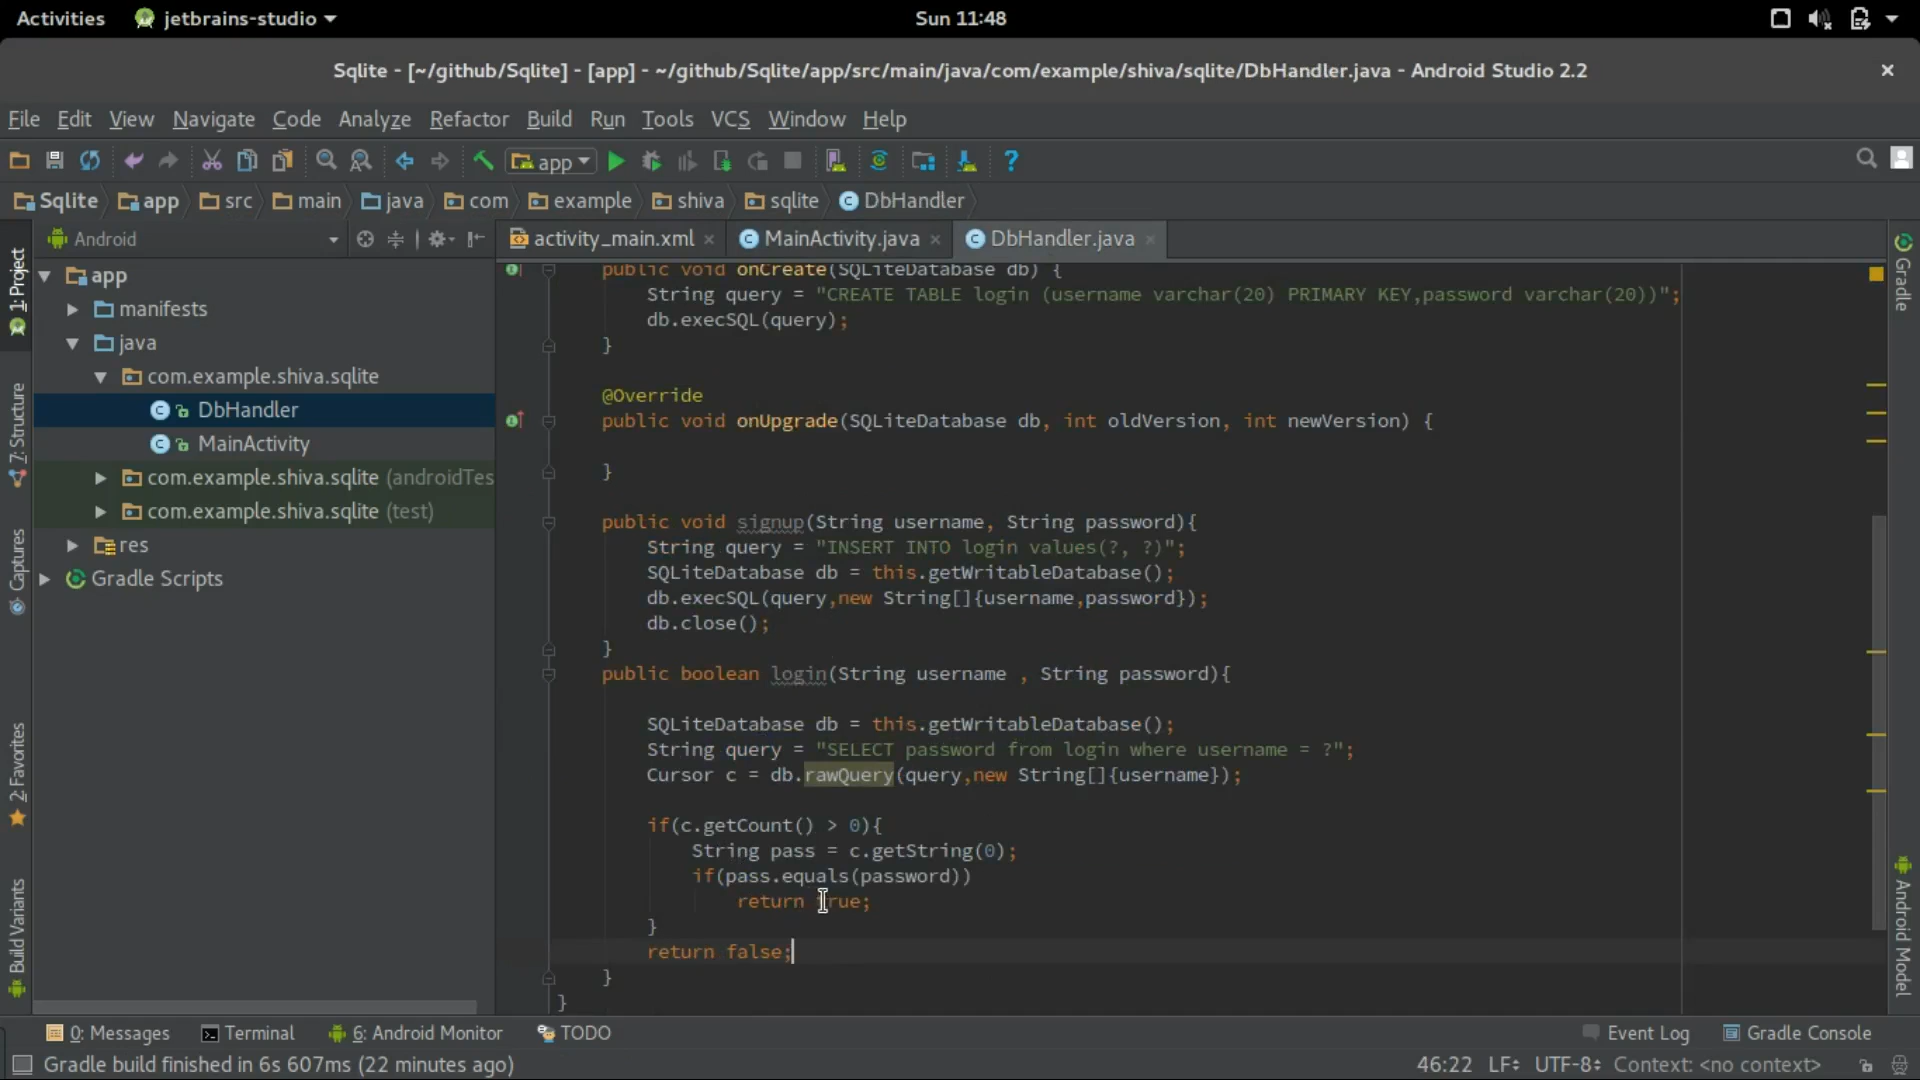 Activities jetbrains-studio Sun 11:48
Sqlite - [~/github/Sqlite] - [app] - ~/github/Sqlite/app/src/main/java/com/example/shiva/sqlite/DbHandler.java - Android Studio 2.2
File Edit View Navigate Code Analyze Refactor Build Run Tools VCS Window Help
app
Sqlite app src main java com example shiva sqlite DbHandler
Android
activity_main.xml MainActivity.java DbHandler.java
1: Project
7: Structure
Captures
2: Favorites
Build Variants
app
manifests
java
com.example.shiva.sqlite
DbHandler
MainActivity
com.example.shiva.sqlite (androidTes
com.example.shiva.sqlite (test)
res
Gradle Scripts
public void onCreate(SQLiteDatabase db) {
String query = "CREATE TABLE login (username varchar(20) PRIMARY KEY,password varchar(20))";
db.execSQL(query);
}
@Override
public void onUpgrade(SQLiteDatabase db, int oldVersion, int newVersion) {
}
public void signup(String username, String password){
String query = "INSERT INTO login values(?, ?)";
SQLiteDatabase db = this.getWritableDatabase();
db.execSQL(query,new String[]{username,password});
db.close();
}
public boolean login(String username , String password){
SQLiteDatabase db = this.getWritableDatabase();
String query = "SELECT password from login where username = ?";
Cursor c = db.rawQuery(query,new String[]{username});
if(c.getCount() > 0){
String pass = c.getString(0);
if(pass.equals(password))
return true;
}
return false;
}
}
Gradle
Android Model
0: Messages Terminal 6: Android Monitor TODO Event Log Gradle Console
Gradle build finished in 6s 607ms (22 minutes ago) 46:22 LF÷ UTF-8÷ Context: <no context>